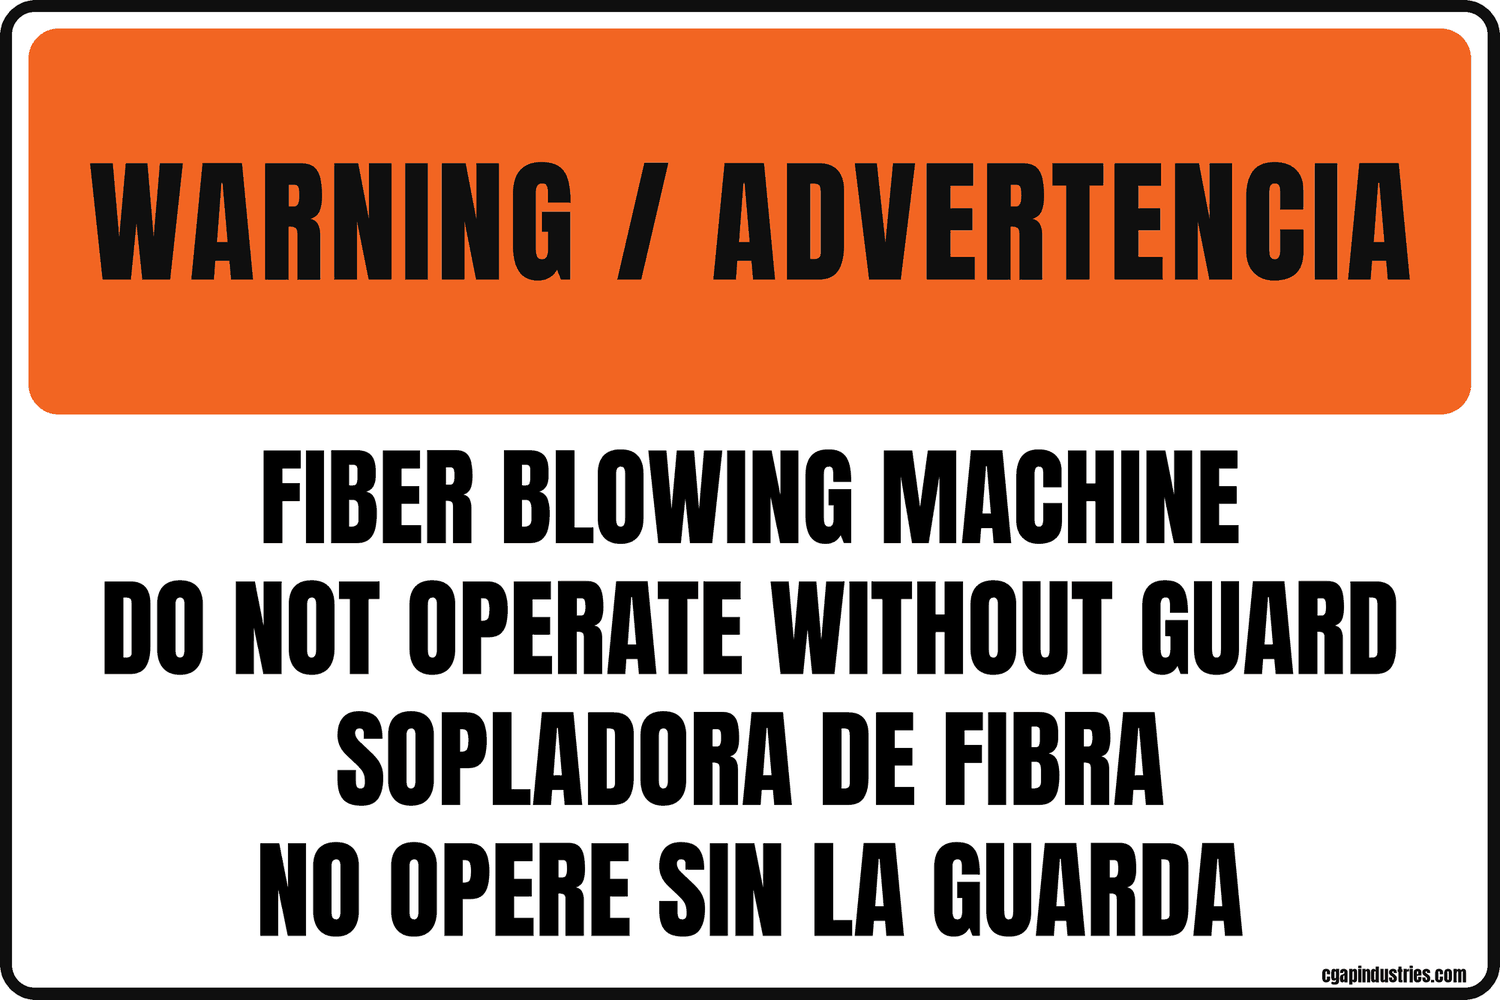 WARNING / ADVERTENCIA
FIBER BLOWING MACHINE
DO NOT OPERATE WITHOUT GUARD
SOPLADORA DE FIBRA
NO OPERE SIN LA GUARDA
cgapindustries.com